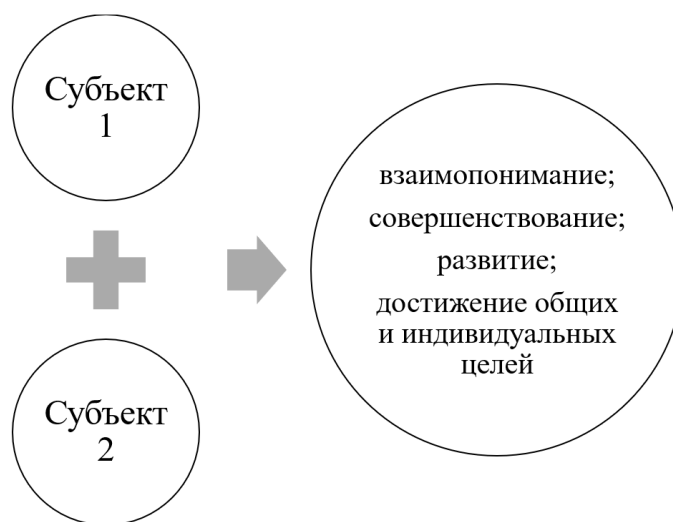 Субъект
1
Субъект
2
взаимопонимание;
совершенствование;
развитие;
достижение общих
и индивидуальных
целей